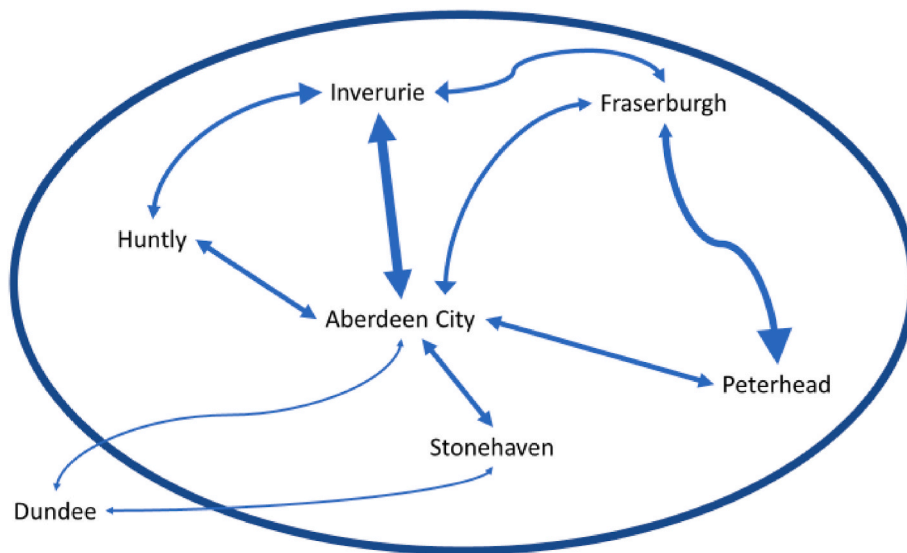 Inverurie
Fraserburgh
Huntly
Aberdeen City
Peterhead
Stonehaven
Dundee